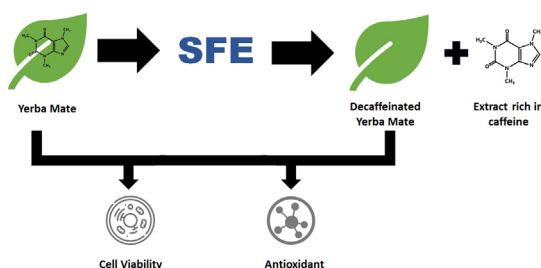 SFE
Yerba Mate
Decaffeinated
Yerba Mate
Extract rich in
caffeine
Cell Viability
Antioxidant